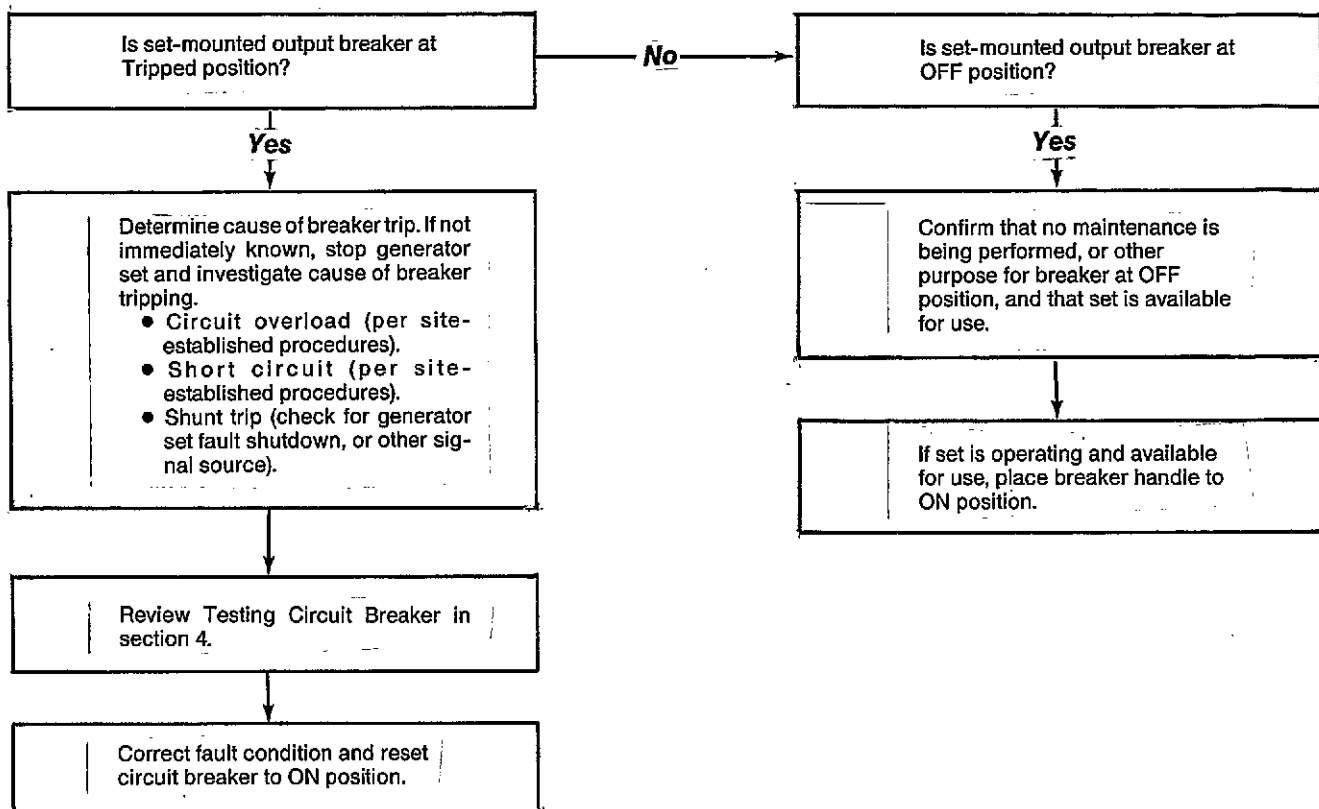 Is set-mounted output breaker at
Tripped position?
No
Is set-mounted output breaker at
OFF position?
Yes
Determine cause of breaker trip. If not
immediately known, stop generator
set and investigate cause of breaker
tripping.
● Circuit overload (per site-
established procedures).
● Short circuit (per site-
established procedures).
● Shunt trip (check for generator
set fault shutdown, or other sig-
nal source).
Review Testing Circuit Breaker in
section 4.
Correct fault condition and reset
circuit breaker to ON position.
Yes
Confirm that no maintenance is
being performed, or other
purpose for breaker at OFF
position, and that set is available
for use.
If set is operating and available
for use, place breaker handle to
ON position.